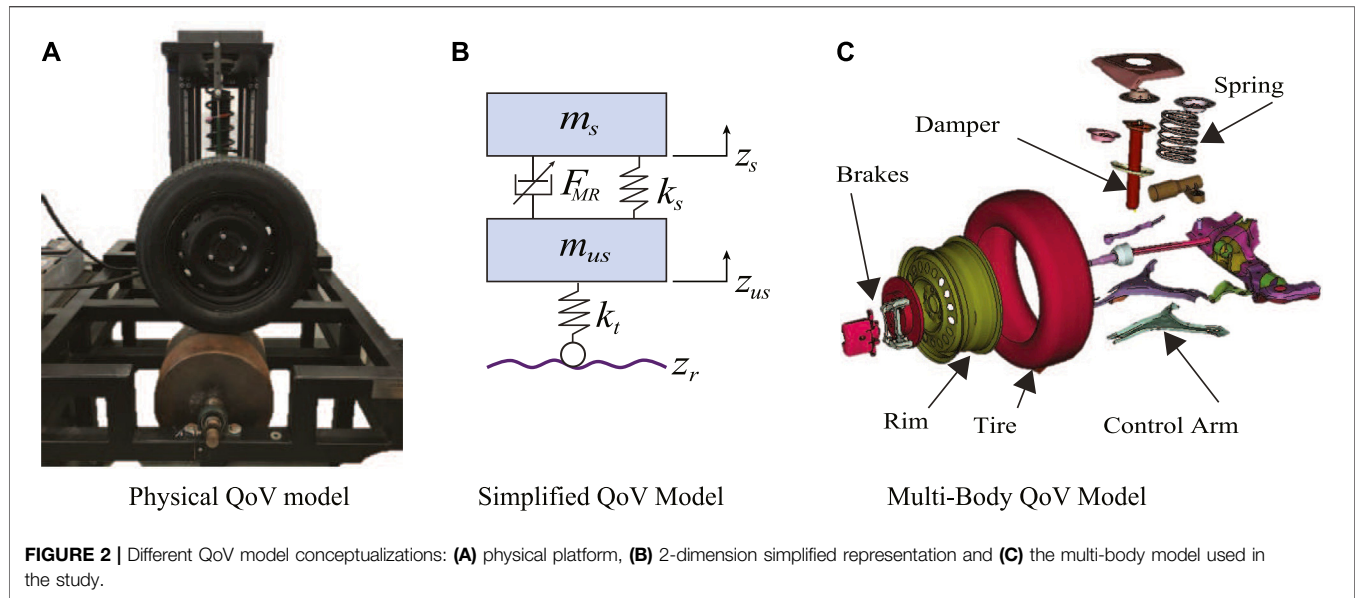 A
B
C
m_s
z_s
F_MR
k_s
m_us
z_us
k_t
z_r
Spring
Damper
Brakes
Rim
Tire
Control Arm
Physical QoV model
Simplified QoV Model
Multi-Body QoV Model
FIGURE 2 | Different QoV model conceptualizations: (A) physical platform, (B) 2-dimension simplified representation and (C) the multi-body model used in
the study.